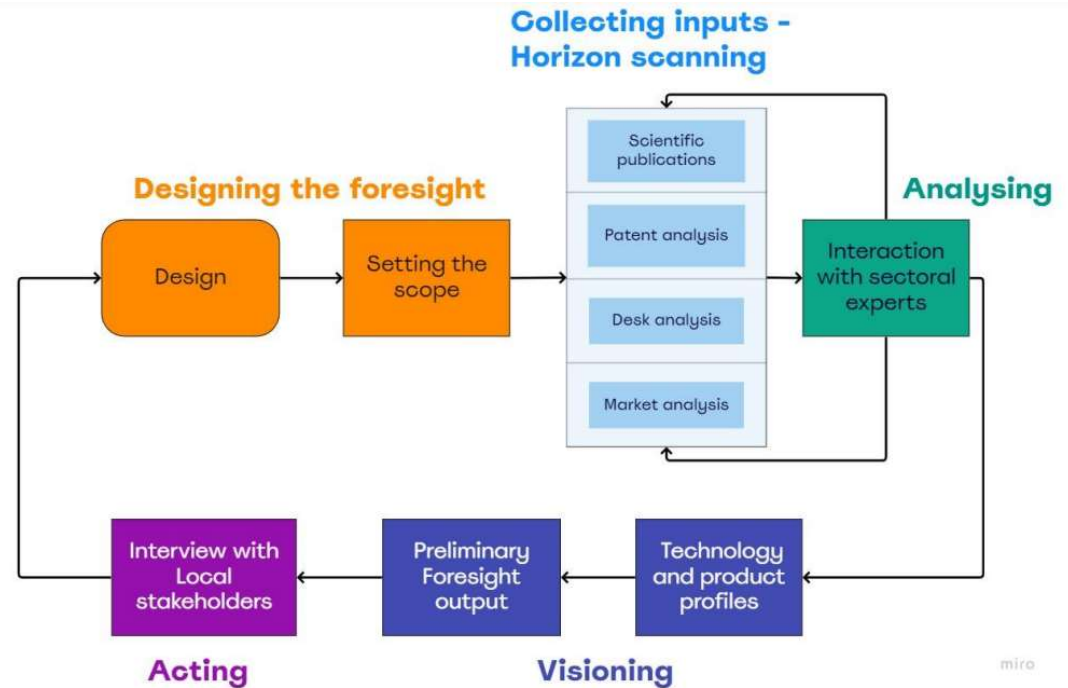 Collecting inputs -
Horizon scanning
Designing the foresight
Analysing
Design
Setting the
scope
Scientific
publications
Patent analysis
Desk analysis
Market analysis
Interaction
with sectoral
experts
Interview with
Local
stakeholders
Preliminary
Foresight
output
Technology
and product
profiles
Acting
Visioning
miro